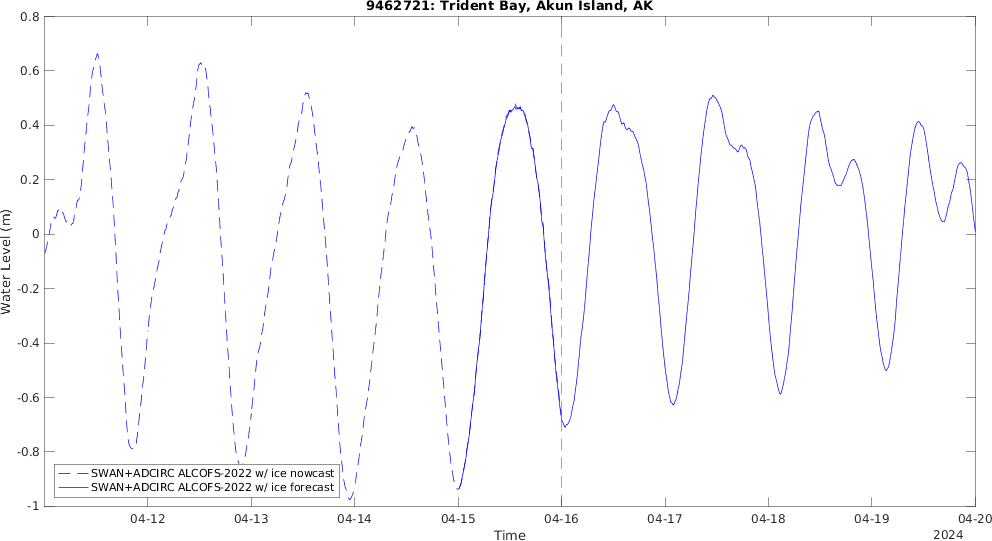 9462721: Trident Bay, Akun Island, AK
0.8
0.6
0.4
0.2
0
-0.2
-0.4
-0.6
-0.8
-1
Water Level (m)
SWAN+ADCIRC ALCOFS-2022 w/ ice nowcast
SWAN+ADCIRC ALCOFS-2022 w/ ice forecast
04-12 04-13 04-14 04-15 04-16 04-17 04-18 04-19 04-20
Time
2024